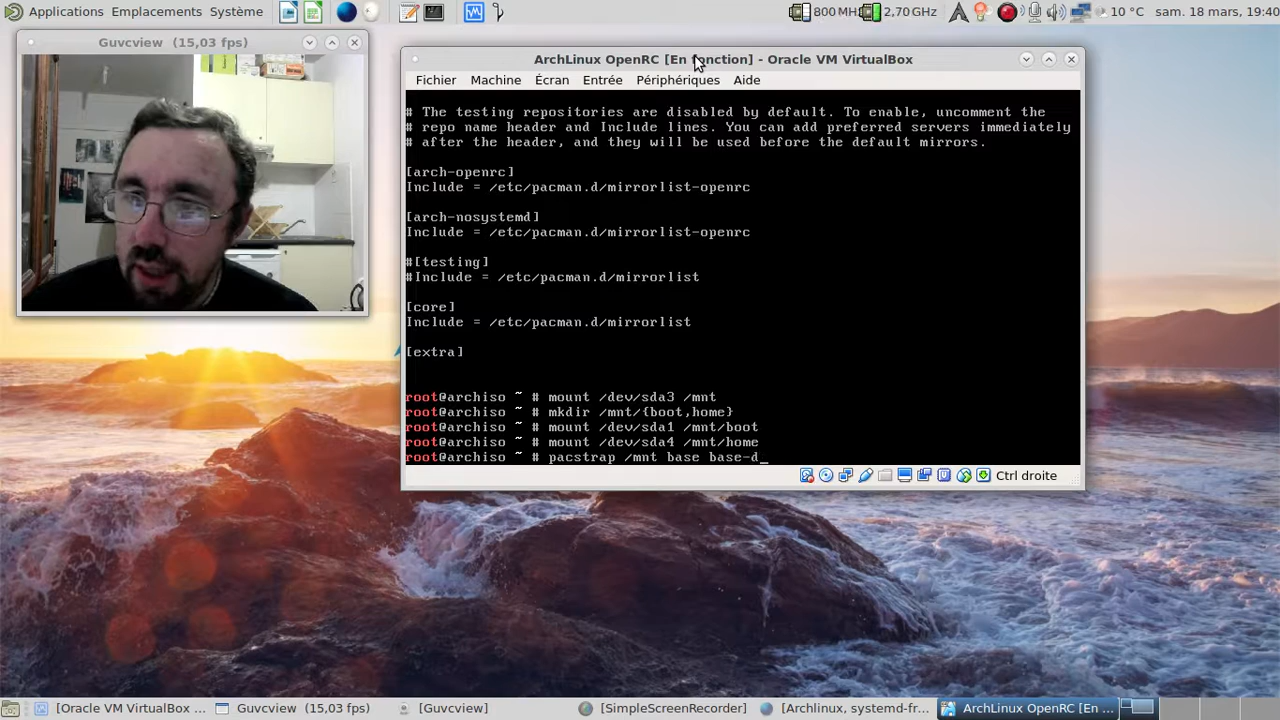 Applications Emplacements Système
800 MHz 2,70 GHz 10 °C sam. 18 mars, 19:40
Guvcview (15,03 fps)
ArchLinux OpenRC [En fonction] - Oracle VM VirtualBox
Fichier Machine Écran Entrée Périphériques Aide
# The testing repositories are disabled by default. To enable, uncomment the
# repo name header and Include lines. You can add preferred servers immediately
# after the header, and they will be used before the default mirrors.
[arch-openrc]
Include = /etc/pacman.d/mirrorlist-openrc
[arch-nosystemd]
Include = /etc/pacman.d/mirrorlist-openrc
#[testing]
#Include = /etc/pacman.d/mirrorlist
[core]
Include = /etc/pacman.d/mirrorlist
[extra]
root@archiso ~ # mount /dev/sda3 /mnt
root@archiso ~ # mkdir /mnt/{boot,home}
root@archiso ~ # mount /dev/sda1 /mnt/boot
root@archiso ~ # mount /dev/sda4 /mnt/home
root@archiso ~ # pacstrap /mnt base base-d_
Ctrl droite
[Oracle VM VirtualBox ... Guvcview (15,03 fps) [Guvcview] [SimpleScreenRecorder] [Archlinux, systemd-fr... ArchLinux OpenRC [En ...